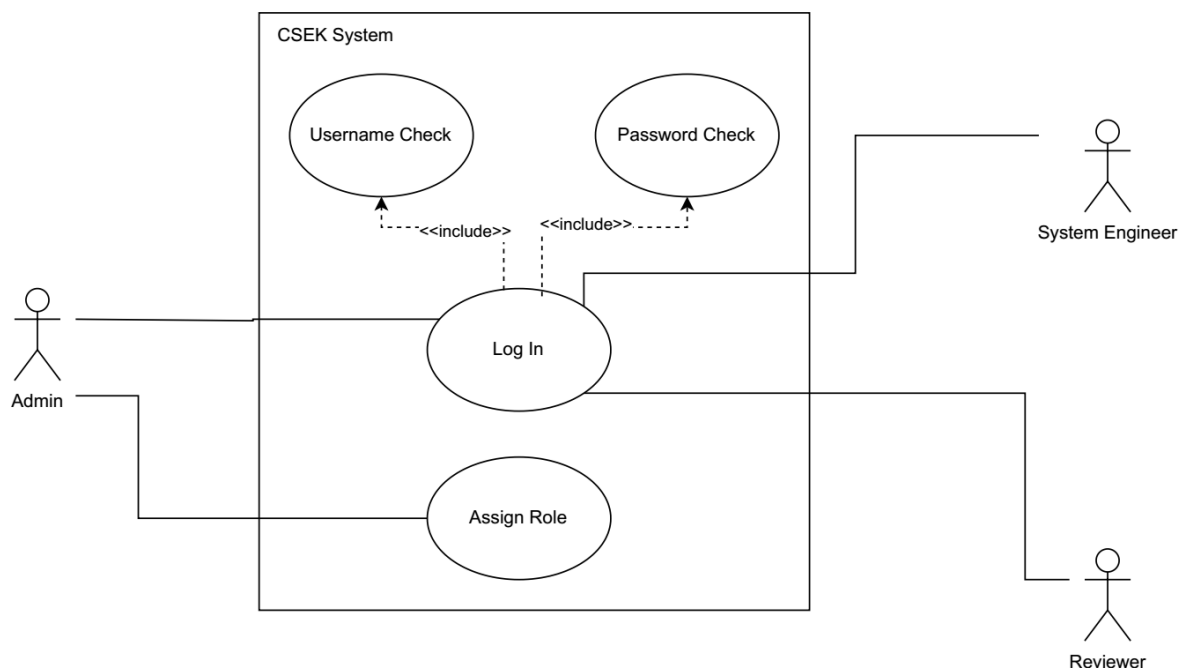 CSEK System
Username Check
Password Check
<<include>>
<<include>>
System Engineer
Log In
Admin
Assign Role
Reviewer